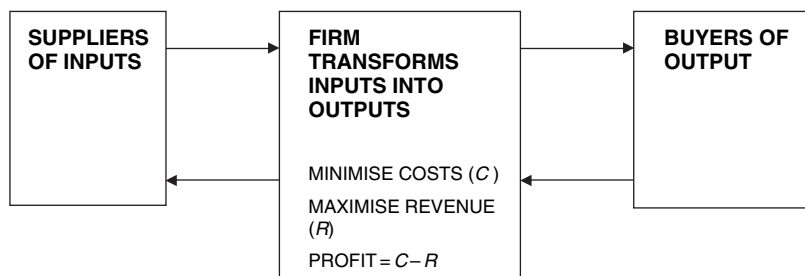 SUPPLIERS
OF INPUTS
FIRM
TRANSFORMS
INPUTS INTO
OUTPUTS
MINIMISE COSTS (C)
MAXIMISE REVENUE
(R)
PROFIT = C – R
BUYERS OF
OUTPUT